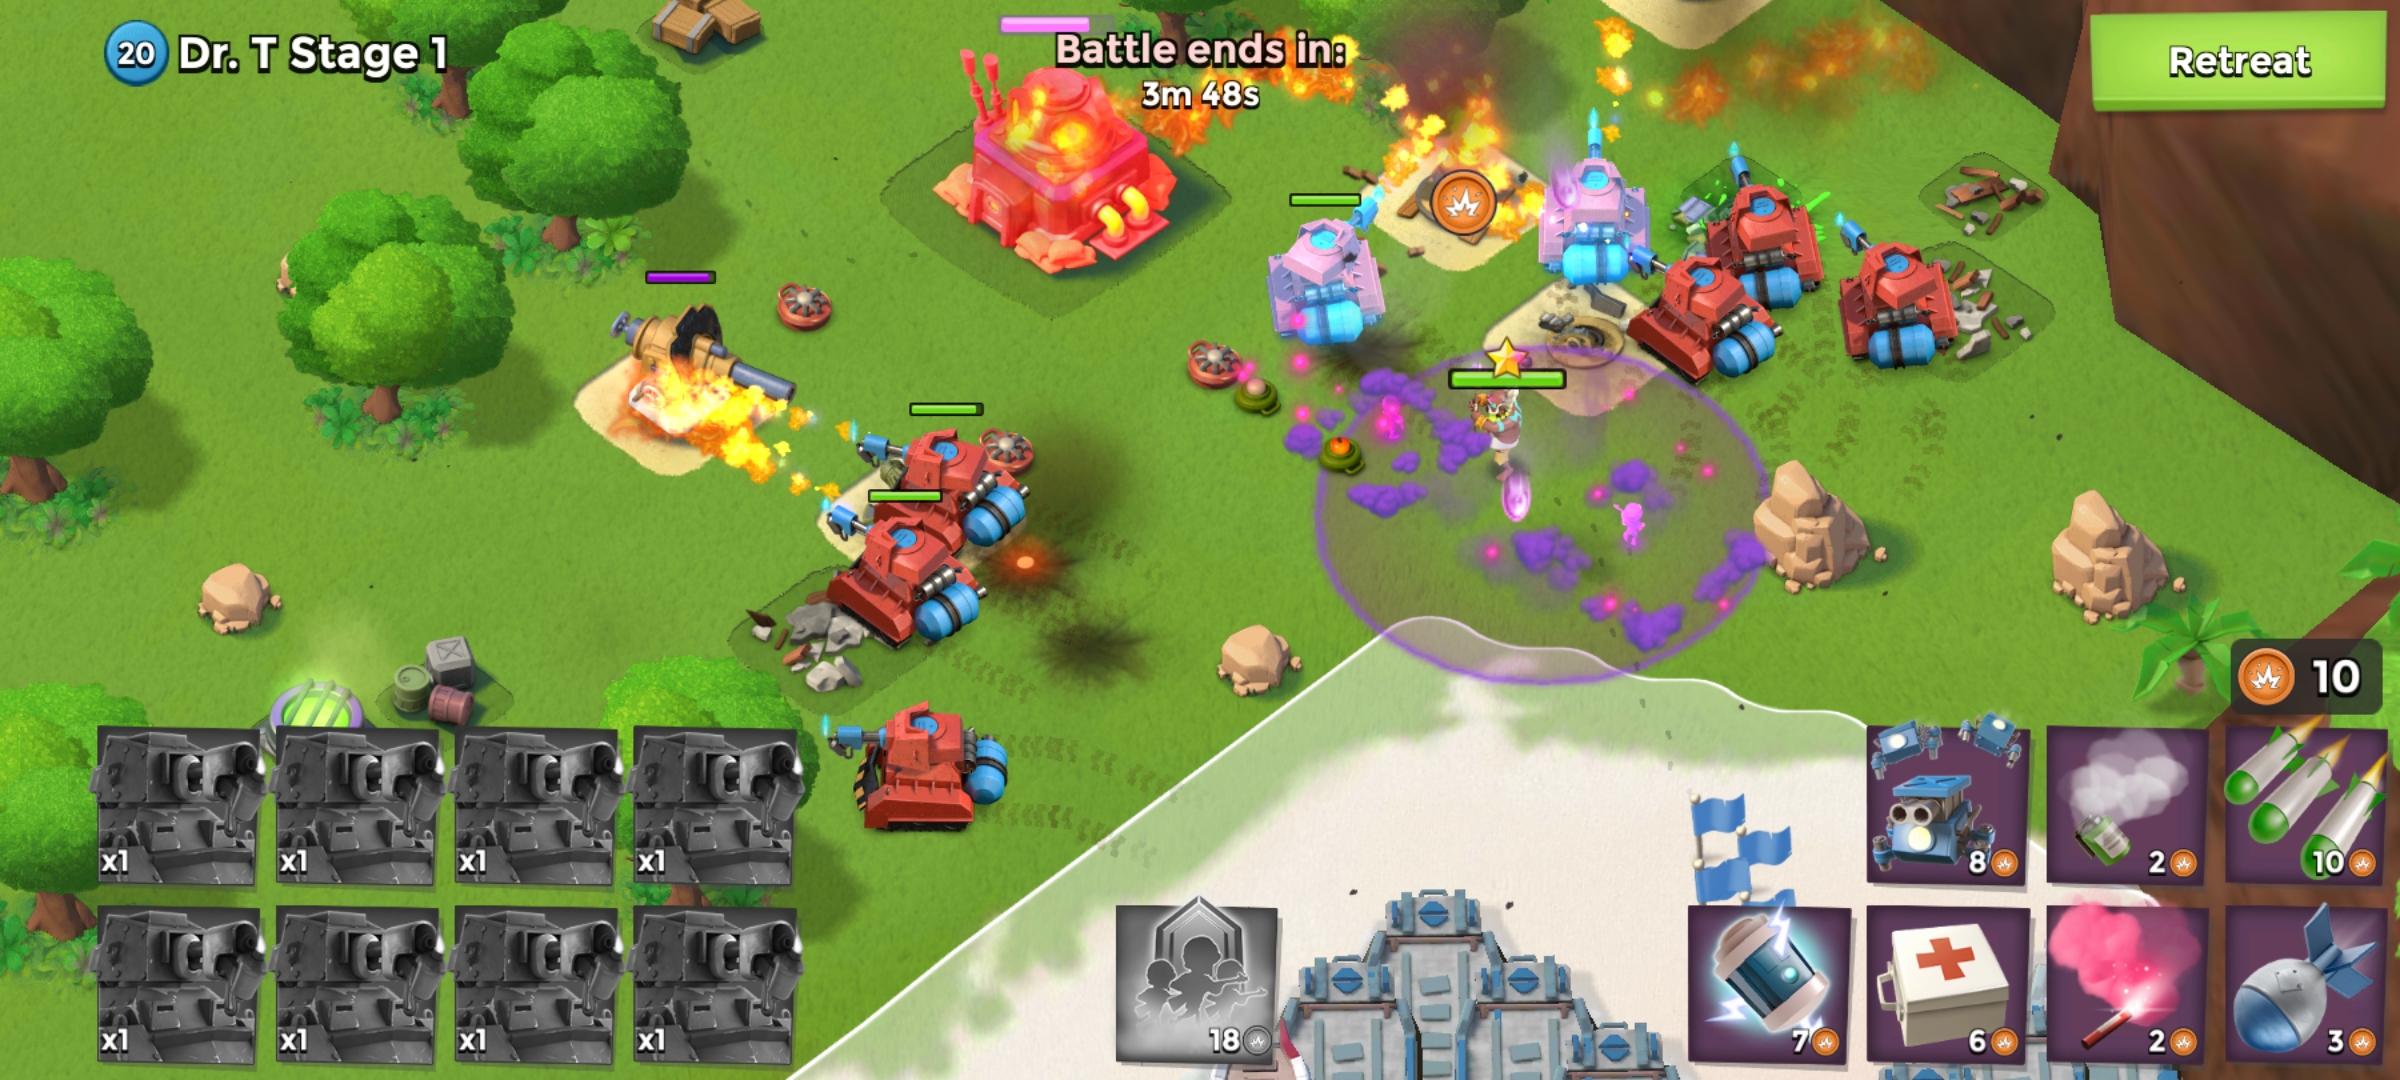 20 Dr. T Stage 1
Battle ends in:
3m 48s
Retreat
10
x1
x1
x1
x1
8
2
10
x1
x1
x1
x1
18
7
6
2
3